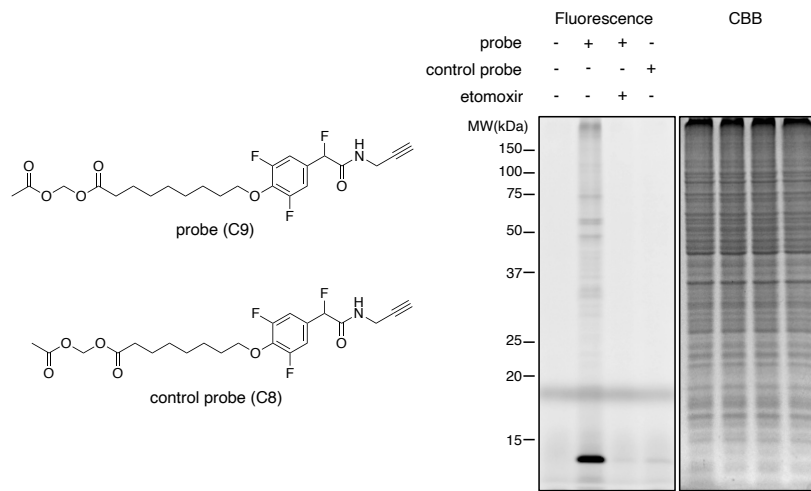 Fluorescence CBB
probe - + + -
control probe - - - +
etomoxir - - + -
MW(kDa)
150
100
75
50
37
25
20
15
F
F
F
O
O
O
O
O
O
H
N
probe (C9)
F
F
F
O
O
O
O
O
O
H
N
control probe (C8)